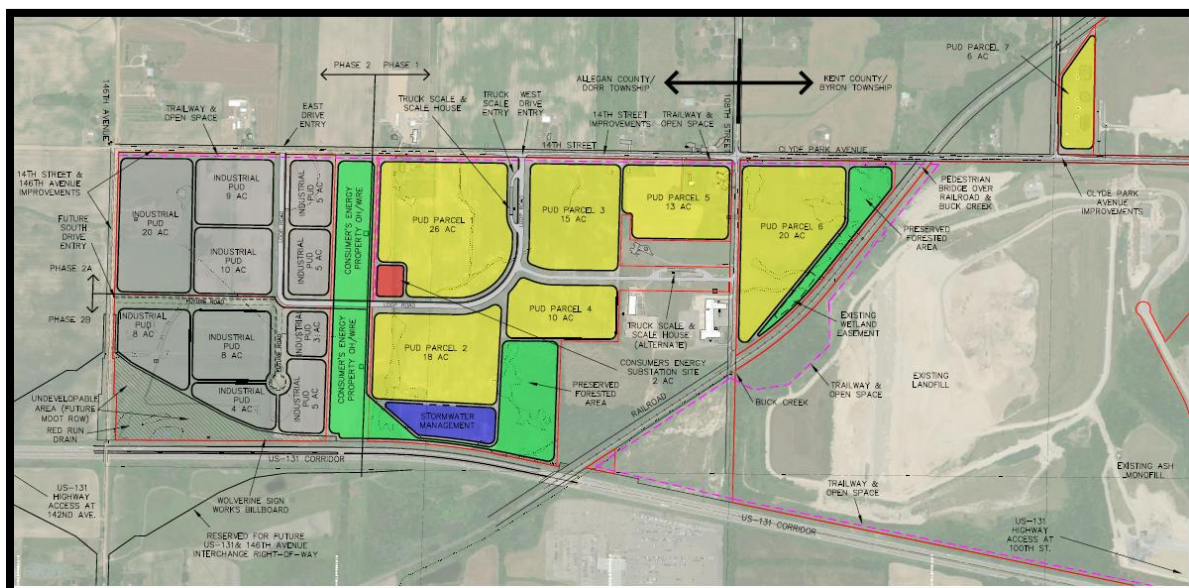 PUD PARCEL 7
6 AC
PHASE 2
PHASE 1
ALLEGAN COUNTY/
DORR TOWNSHIP
KENT COUNTY/
BYRON TOWNSHIP
146TH AVENUE
TRAILWAY &
OPEN SPACE
EAST
DRIVE
ENTRY
TRUCK SCALE &
SCALE HOUSE
TRUCK
SCALE
ENTRY
WEST
DRIVE
ENTRY
14TH STREET
IMPROVEMENTS
TRAILWAY &
OPEN SPACE
108TH STREET
14TH STREET
CLYDE PARK AVENUE
14TH STREET &
146TH AVENUE
IMPROVEMENTS
INDUSTRIAL
PUD
20 AC
INDUSTRIAL
PUD
9 AC
INDUSTRIAL
PUD
5 AC
CONSUMER'S ENERGY
PROPERTY OH/WIRE
PUD PARCEL 1
26 AC
PUD PARCEL 3
15 AC
PUD PARCEL 5
13 AC
PUD PARCEL 6
20 AC
PEDESTRIAN
BRIDGE OVER
RAILROAD &
BUCK CREEK
CLYDE PARK
AVENUE
IMPROVEMENTS
PRESERVED
FORESTED
AREA
FUTURE
SOUTH DRIVE
ENTRY
LOOP ROAD
INDUSTRIAL
PUD
10 AC
INDUSTRIAL
PUD
5 AC
PHASE 2A
PHASE 2B
FUTURE ROAD
LOOP ROAD
INDUSTRIAL
PUD
8 AC
INDUSTRIAL
PUD
8 AC
FUTURE ROAD
INDUSTRIAL
PUD
3 AC
CONSUMER'S ENERGY
PROPERTY OH/WIRE
PUD PARCEL 2
18 AC
PUD PARCEL 4
10 AC
TRUCK SCALE &
SCALE HOUSE
(ALTERNATE)
EXISTING
WETLAND
EASEMENT
CONSUMERS ENERGY
SUBSTATION SITE
2 AC
TRAILWAY &
OPEN SPACE
EXISTING
LANDFILL
UNDEVELOPABLE
AREA (FUTURE
MDOT ROW)
RED RUN
DRAIN
INDUSTRIAL
PUD
4 AC
INDUSTRIAL
PUD
5 AC
PRESERVED
FORESTED
AREA
BUCK CREEK
RAILROAD
STORMWATER
MANAGEMENT
US-131 CORRIDOR
EXISTING ASH
MONOFILL
US-131
HIGHWAY
ACCESS AT
142ND AVE.
WOLVERINE SIGN
WORKS BILLBOARD
RESERVED FOR FUTURE
US-131& 146TH AVENUE
INTERCHANGE RIGHT-OF-WAY
TRAILWAY &
OPEN SPACE
US-131 CORRIDOR
US-131
HIGHWAY
ACCESS AT
100TH ST.